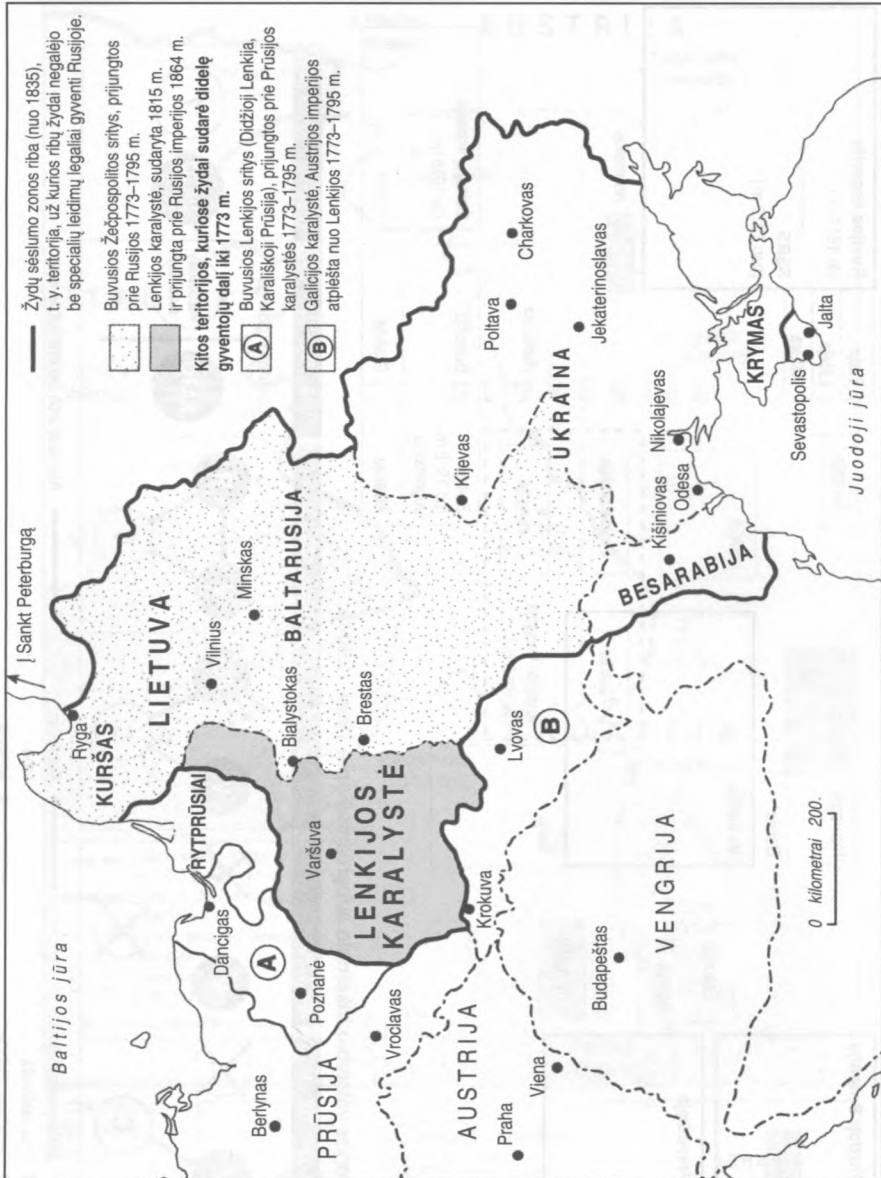 Žydų sėslumo zonos riba (nuo 1835),
t. y. teritorija, už kurios ribų žydai negalėjo
be specialių leidimų legaliai gyventi Rusijoje.
Buvusios Žečpospolitos sritys, prijungtos
prie Rusijos 1773–1795 m.
Lenkijos karalystė, sudaryta 1815 m.
ir prijungta prie Rusijos imperijos 1864 m.
Kitos teritorijos, kuriose žydai sudarė didelę
gyventojų dalį iki 1773 m.
A
Buvusios Lenkijos sritys (Didžioji Lenkija,
Karališkoji Prūsija), prijungtos prie Prūsijos
karalystės 1773–1795 m.
B
Galicijos karalystė, Austrijos imperijos
atplėšta nuo Lenkijos 1773–1795 m.
Į Sankt Peterburgą
Baltijos jūra
Ryga
KURŠAS
LIETUVA
Vilnius
Minskas
BALTARUSIJA
RYTPRŪSIAI
Dancigas
A
Poznanė
Berlynas
PRŪSIJA
Vroclavas
Varšuva
LENKIJOS
KARALYSTĖ
Bialystokas
Brestas
Kijevas
Poltava
Charkovas
Jekaterinoslavas
UKRAINA
Krokuva
Lvovas
B
Praha
AUSTRIJA
Viena
Budapeštas
VENGRIJA
BESARABIJA
Kišiniovas
Odesa
Nikolajevas
KRYMAS
Sevastopolis
Jalta
Juodoji jūra
0 kilometrai 200.